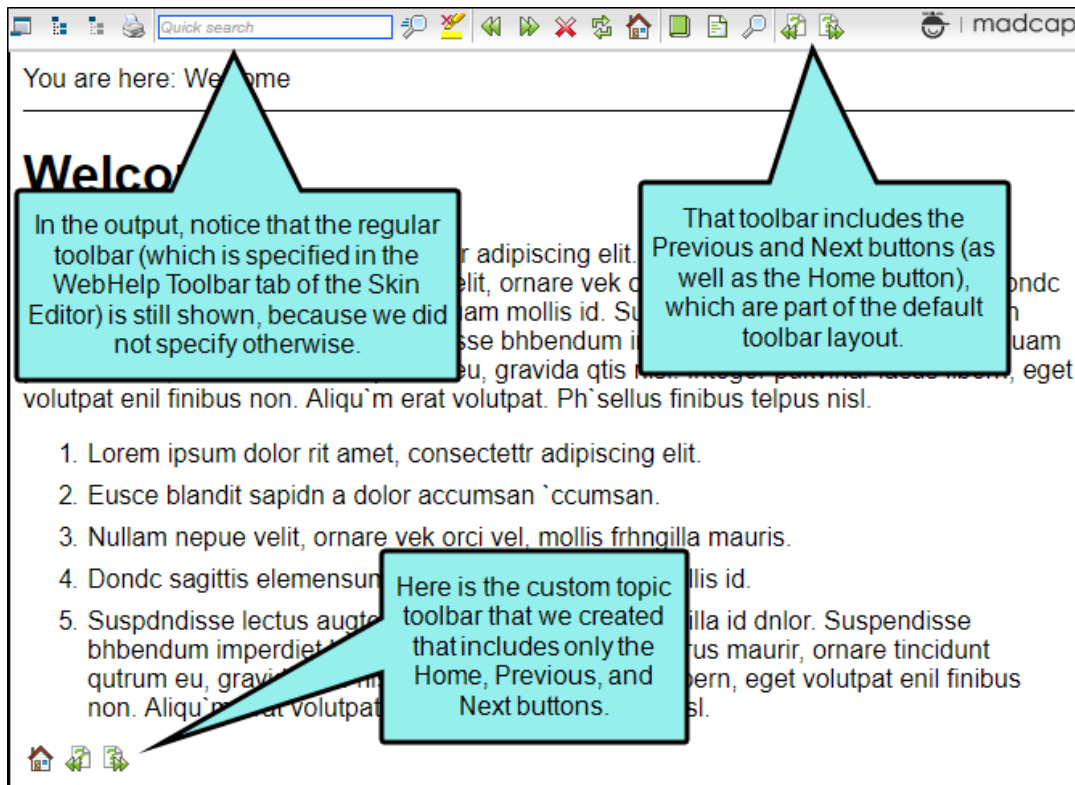 Quick search
madcap
You are here: We ome
Welco
In the output, notice that the regular
toolbar (which is specified in the
WebHelp Toolbar tab of the Skin
Editor) is still shown, because we did
not specify otherwise.
That toolbar includes the
Previous and Next buttons (as
well as the Home button),
which are part of the default
toolbar layout.
r adipiscing elit.
elit, ornare vek ondc
uam mollis id.
sse bhbendum uam
eu, gravida qtis eget
volutpat enil finibus non. Aliqu`m erat volutpat. Ph`sellus finibus telpus nisl.
1. Lorem ipsum dolor rit amet, consectettr adipiscing elit.
2. Eusce blandit sapidn a dolor accumsan `ccumsan.
3. Nullam nepue velit, ornare vek orci vel, mollis frhngilla mauris.
4. Dondc sagittis elemensun llis id.
5. Suspdndisse lectus augto illa id dnlor. Suspendisse
bhbendum imperdiet rus maurir, ornare tincidunt
qutrum eu, gravi bern, eget volutpat enil finibus
non. Aliqu`m rat volutpat sl.
Here is the custom topic
toolbar that we created
that includes only the
Home, Previous, and
Next buttons.